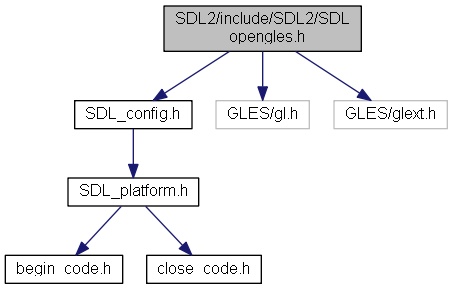 SDL2/include/SDL2/SDL
opengles.h
SDL_config.h
GLES/gl.h
GLES/glext.h
SDL_platform.h
begin_code.h
close_code.h